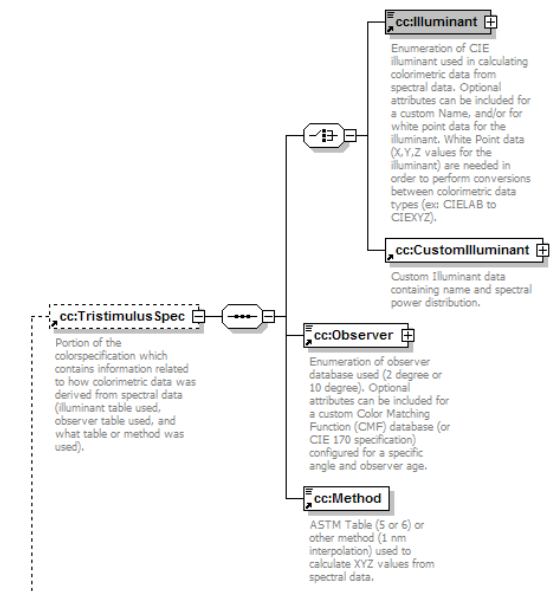 cc:Illuminant
Enumeration of CIE
illuminant used in calculating
colorimetric data from
spectral data. Optional
attributes can be included for
a custom Name, and/or for
white point data for the
illuminant. White Point data
(X,Y,Z values for the
illuminant) are needed in
order to perform conversions
between colorimetric data
types (ex: CIELAB to
CIEXYZ).
cc:CustomIlluminant
Custom Illuminant data
containing name and spectral
power distribution.
cc:TristimulusSpec
Portion of the
colorspecification which
contains information related
to how colorimetric data was
derived from spectral data
(illuminant table used,
observer table used, and
what table or method was
used).
cc:Observer
Enumeration of observer
database used (2 degree or
10 degree). Optional
attributes can be included for
a custom Color Matching
Function (CMF) database (or
CIE 170 specification)
configured for a specific
angle and observer age.
cc:Method
ASTM Table (5 or 6) or
other method (1 nm
interpolation) used to
calculate XYZ values from
spectral data.